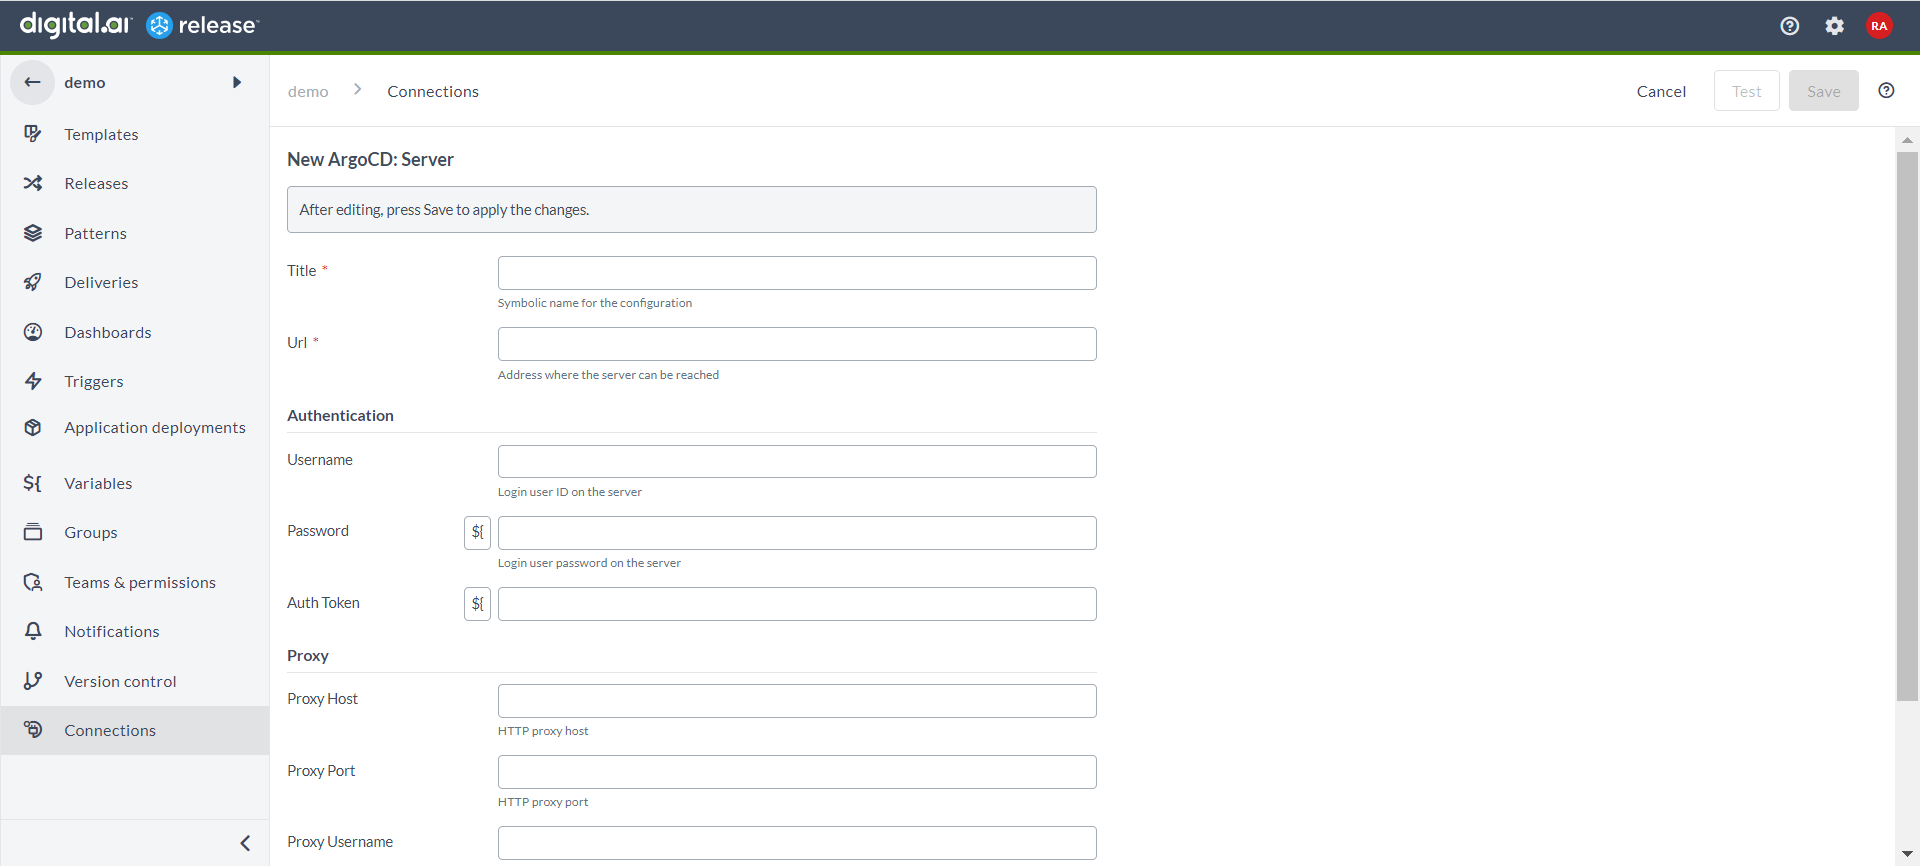 digital.ai release
RA
demo
Templates
Releases
Patterns
Deliveries
Dashboards
Triggers
Application deployments
${ Variables
Groups
Teams & permissions
Notifications
Version control
Connections
demo Connections
Cancel Test Save
New ArgoCD: Server
After editing, press Save to apply the changes.
Title *
Symbolic name for the configuration
Url *
Address where the server can be reached
Authentication
Username
Login user ID on the server
Password ${
Login user password on the server
Auth Token ${
Proxy
Proxy Host
HTTP proxy host
Proxy Port
HTTP proxy port
Proxy Username